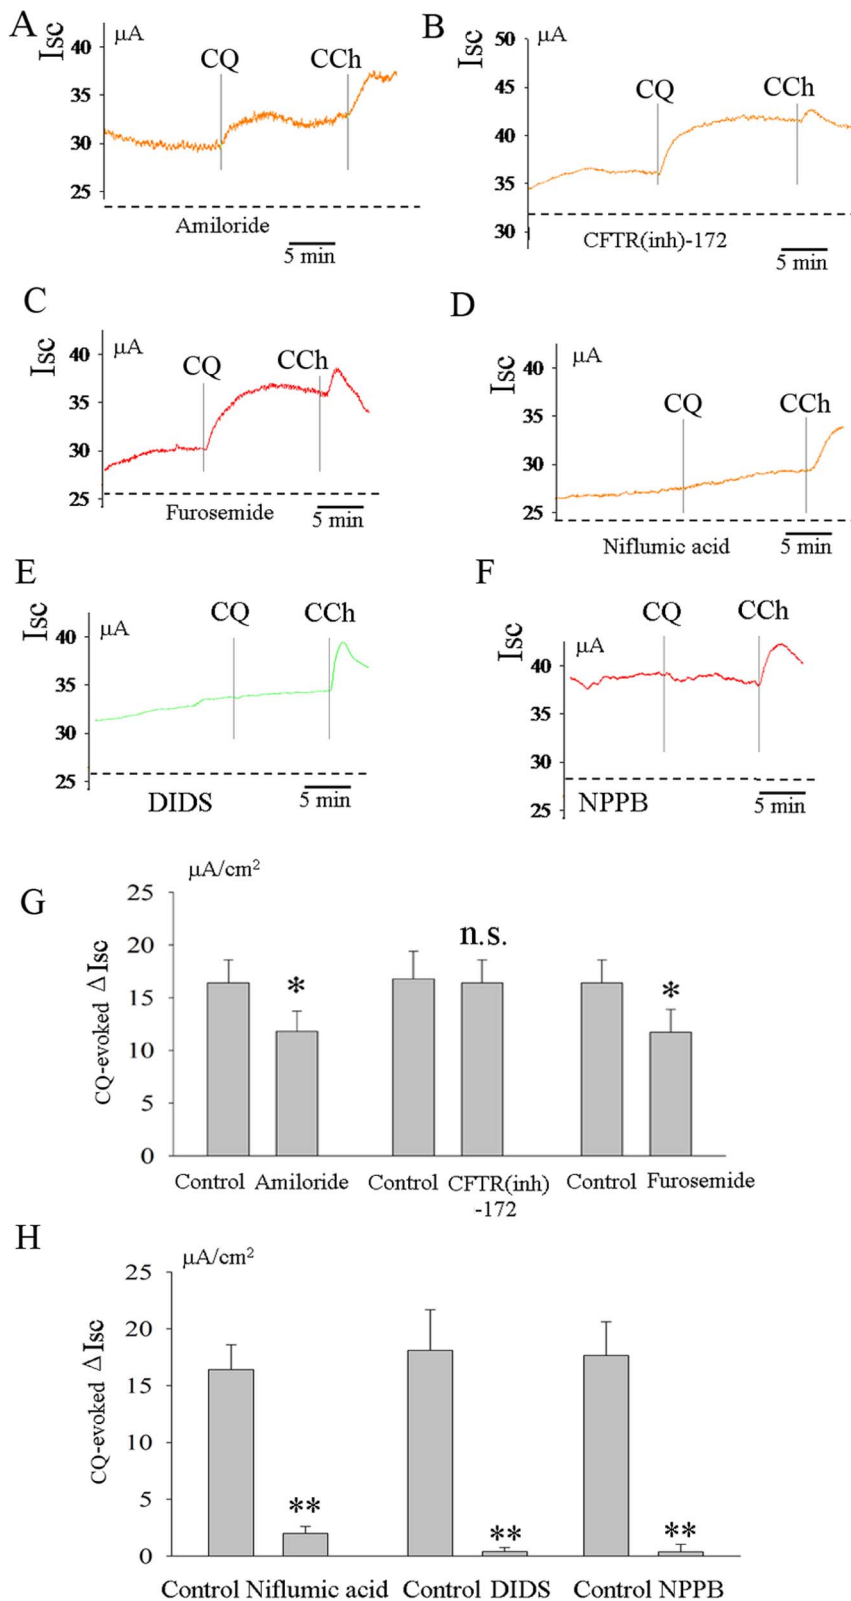 A
Isc
μA
40
35
30
25
CQ
CCh
Amiloride
5 min
B
Isc
μA
50
45
40
35
30
CQ
CCh
CFTR(inh)-172
5 min
C
Isc
μA
40
35
30
25
CQ
CCh
Furosemide
5 min
D
Isc
μA
40
35
30
25
CQ
CCh
Niflumic acid
5 min
E
Isc
μA
40
35
30
25
CQ
CCh
DIDS
5 min
F
Isc
μA
40
35
30
25
CQ
CCh
NPPB
5 min
G
μA/cm²
CQ-evoked Δ Isc
25
20
15
10
5
0
*
n.s.
*
Control Amiloride Control CFTR(inh) Control Furosemide
-172
H
μA/cm²
CQ-evoked Δ Isc
25
20
15
10
5
0
**
**
**
Control Niflumic acid Control DIDS Control NPPB